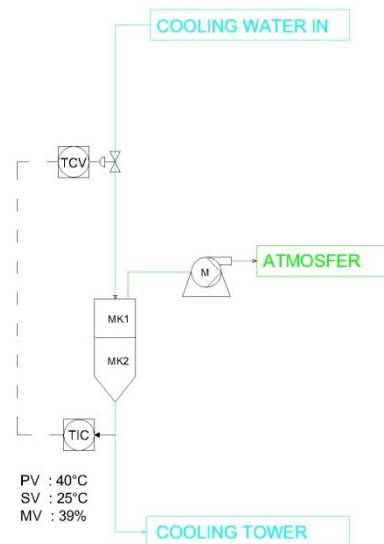 COOLING WATER IN
TCV
M
ATMOSFER
MK1
MK2
TIC
PV : 40°C
SV : 25°C
MV : 39%
COOLING TOWER